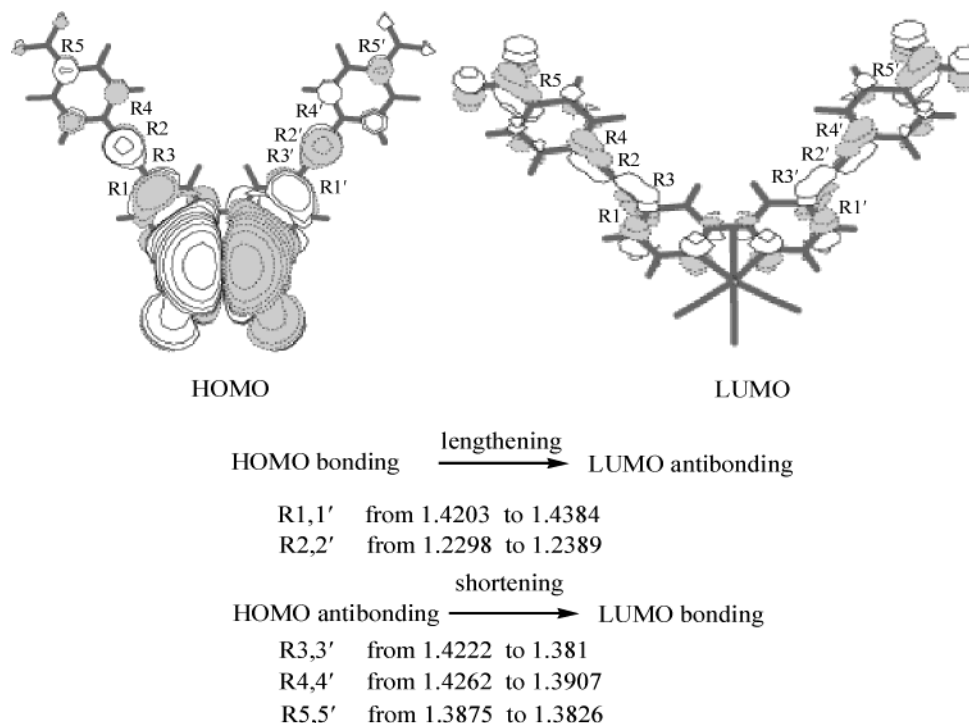 R5 R5′ R5 R5′
R4 R4′ R4 R4′
R2 R2′ R2 R2′
R3 R3′ R3 R3′
R1 R1′ R1 R1′
HOMO LUMO
lengthening
HOMO bonding LUMO antibonding
R1,1′ from 1.4203 to 1.4384
R2,2′ from 1.2298 to 1.2389
shortening
HOMO antibonding LUMO bonding
R3,3′ from 1.4222 to 1.381
R4,4′ from 1.4262 to 1.3907
R5,5′ from 1.3875 to 1.3826